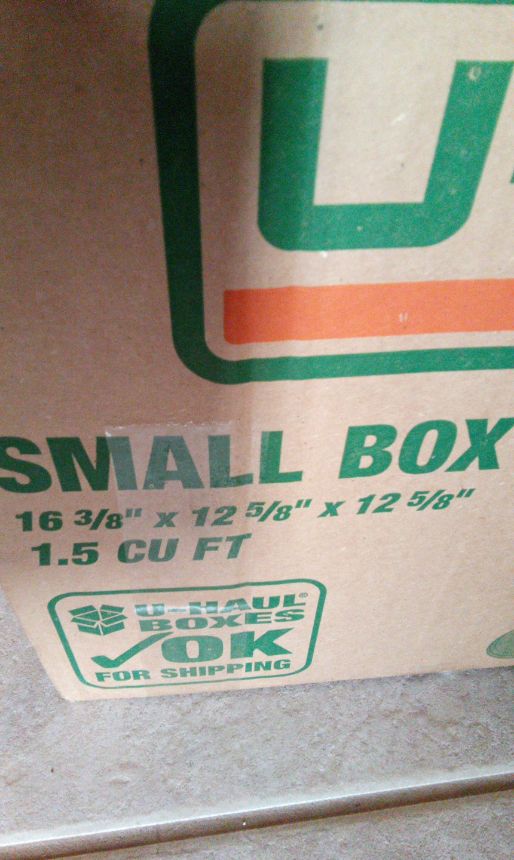 U-
SMALL BOX
16 3/8" x 12 5/8" x 12 5/8"
1.5 CU FT
U-HAUL®
BOXES
✓OK
FOR SHIPPING